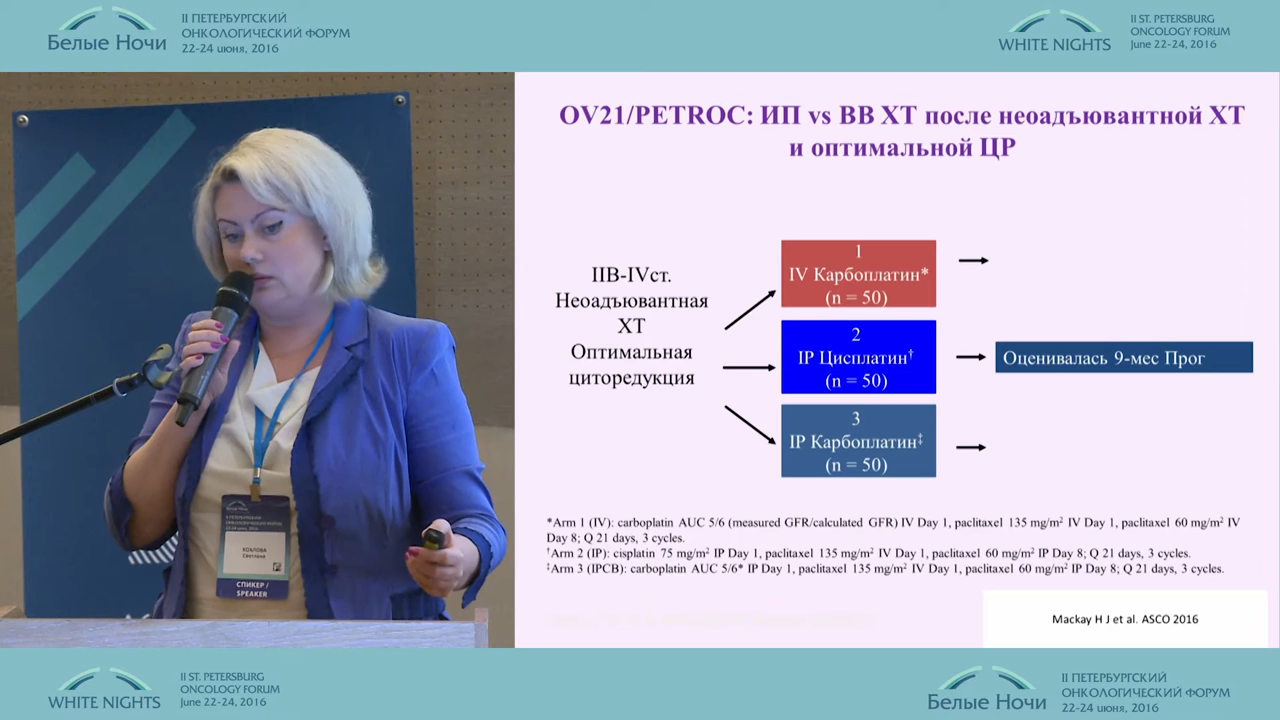 II ПЕТЕРБУРГСКИЙ
ОНКОЛОГИЧЕСКИЙ ФОРУМ
Белые Ночи
22-24 июня, 2016
II ST. PETERSBURG
ONCOLOGY FORUM
WHITE NIGHTS
June 22-24, 2016
OV21/PETROC: ИП vs ВВ ХТ после неоадъювантной ХТ
и оптимальной ЦР
IIB-IVст.
Неоадъювантная
ХТ
Оптимальная
циторедукция
1
IV Карбоплатин*
(n = 50)
2
IP Цисплатин†
(n = 50)
3
IP Карбоплатин‡
(n = 50)
Оценивалась 9-мес Прог
*Arm 1 (IV): carboplatin AUC 5/6 (measured GFR/calculated GFR) IV Day 1, paclitaxel 135 mg/m² IV Day 1, paclitaxel 60 mg/m² IV
Day 8; Q 21 days, 3 cycles.
†Arm 2 (IP): cisplatin 75 mg/m² IP Day 1, paclitaxel 135 mg/m² IV Day 1, paclitaxel 60 mg/m² IP Day 8; Q 21 days, 3 cycles.
‡Arm 3 (IPCB): carboplatin AUC 5/6* IP Day 1, paclitaxel 135 mg/m² IV Day 1, paclitaxel 60 mg/m² IP Day 8; Q 21 days, 3 cycles.
Mackay H J et al. ASCO 2016
Светлана
СПИКЕР /
SPEAKER
II ST. PETERSBURG
ONCOLOGY FORUM
WHITE NIGHTS
June 22-24, 2016
II ПЕТЕРБУРГСКИЙ
ОНКОЛОГИЧЕСКИЙ ФОРУМ
Белые Ночи
22-24 июня, 2016